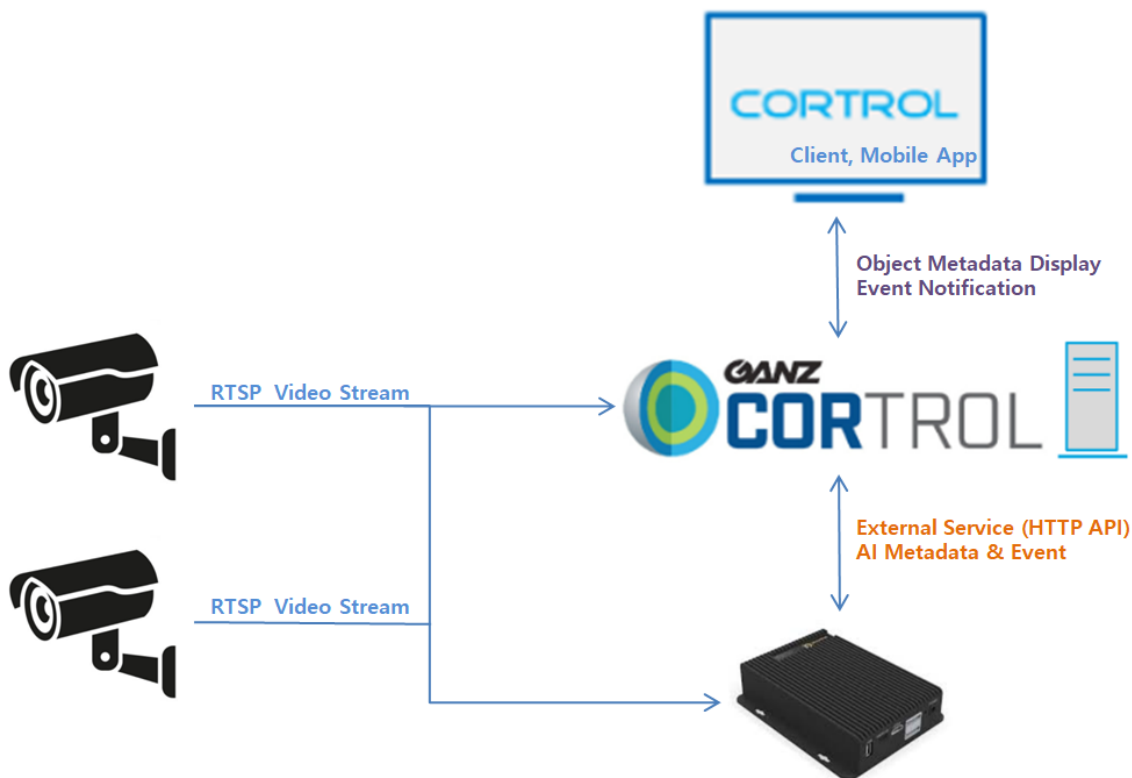 CORTROL
Client, Mobile App
Object Metadata Display
Event Notification
GANZ
CORTROL
RTSP Video Stream
External Service (HTTP API)
AI Metadata & Event
RTSP Video Stream